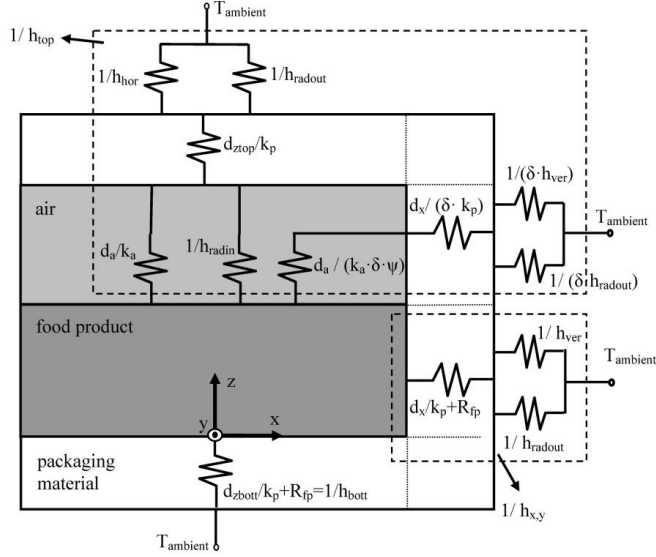 T_ambient
1/ h_top
1/h_hor
1/h_radout
d_ztop/k_p
1/(δ·h_ver)
air
d_x/ (δ· k_p)
T_ambient
d_a/k_a
1/h_radin
d_a / (k_a·δ·ψ)
1/ (δ·h_radout)
food product
1/ h_ver
T_ambient
z
d_x/k_p+R_fp
y
x
1/ h_radout
packaging
material
d_zbott/k_p+R_fp=1/h_bott
1/ h_x,y
T_ambient